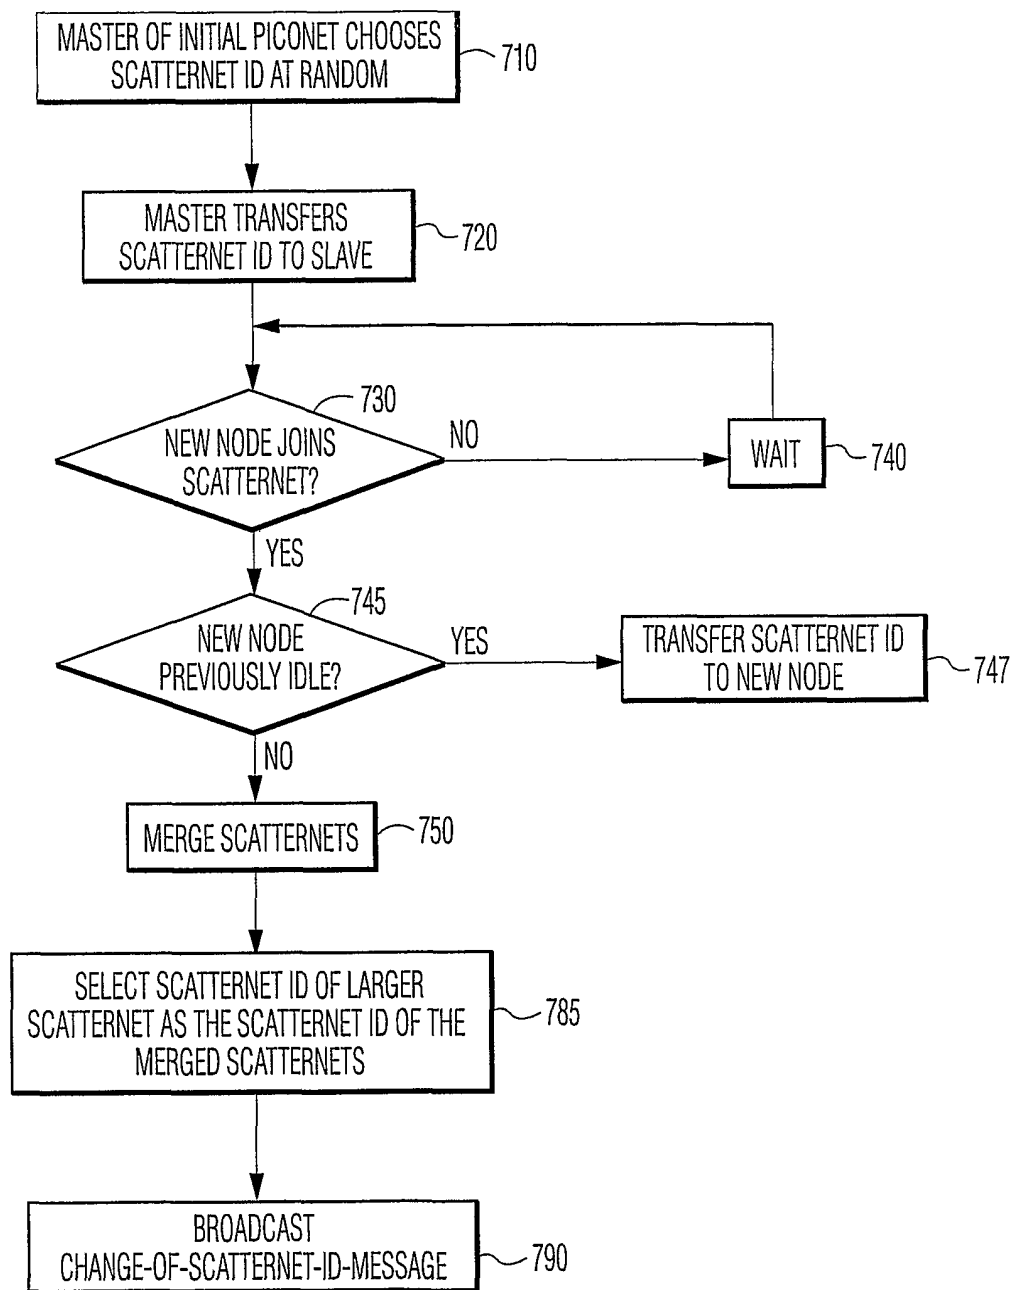 MASTER OF INITIAL PICONET CHOOSES
SCATTERNET ID AT RANDOM
710
MASTER TRANSFERS
SCATTERNET ID TO SLAVE
720
730
NEW NODE JOINS
SCATTERNET?
NO
WAIT
740
YES
745
NEW NODE
PREVIOUSLY IDLE?
YES
TRANSFER SCATTERNET ID
TO NEW NODE
747
NO
MERGE SCATTERNETS
750
SELECT SCATTERNET ID OF LARGER
SCATTERNET AS THE SCATTERNET ID OF THE
MERGED SCATTERNETS
785
BROADCAST
CHANGE-OF-SCATTERNET-ID-MESSAGE
790